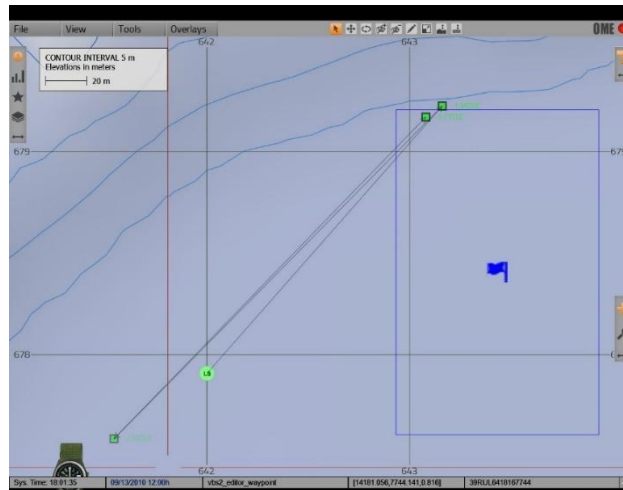 File View Tools Overlays OME
642 643
CONTOUR INTERVAL 5 m
Elevations in meters
20 m
679 679
678
L6
642 643
Sys. Time: 18:01:35 09/13/2010 12:00h vbs2_editor_waypoint [14181.056,7744.141,0.816] 39RUL6418167744